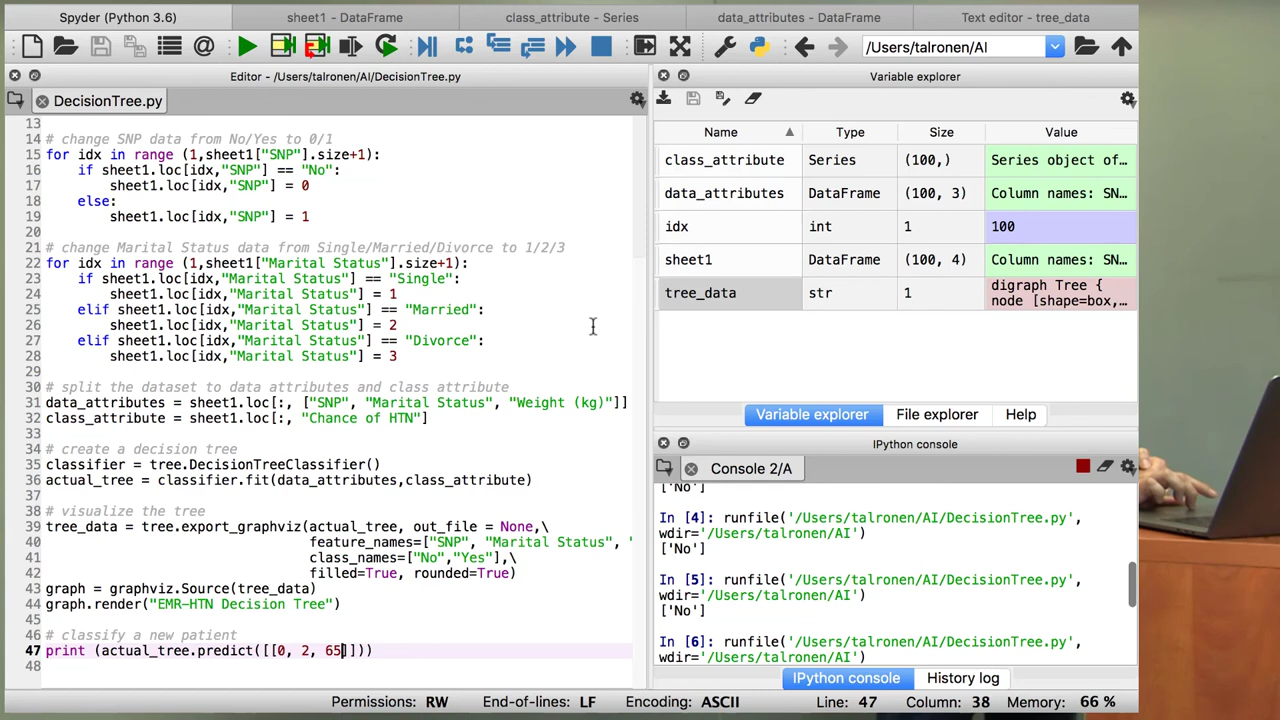 Spyder (Python 3.6)
sheet1 - DataFrame
class_attribute - Series
data_attributes - DataFrame
Text editor - tree_data
/Users/talronen/AI
Editor - /Users/talronen/AI/DecisionTree.py
DecisionTree.py
13
14 # change SNP data from No/Yes to 0/1
15 for idx in range (1,sheet1["SNP"].size+1):
16     if sheet1.loc[idx,"SNP"] == "No":
17         sheet1.loc[idx,"SNP"] = 0
18     else:
19         sheet1.loc[idx,"SNP"] = 1
20
21 # change Marital Status data from Single/Married/Divorce to 1/2/3
22 for idx in range (1,sheet1["Marital Status"].size+1):
23     if sheet1.loc[idx,"Marital Status"] == "Single":
24         sheet1.loc[idx,"Marital Status"] = 1
25     elif sheet1.loc[idx,"Marital Status"] == "Married":
26         sheet1.loc[idx,"Marital Status"] = 2
27     elif sheet1.loc[idx,"Marital Status"] == "Divorce":
28         sheet1.loc[idx,"Marital Status"] = 3
29
30 # split the dataset to data attributes and class attribute
31 data_attributes = sheet1.loc[:, ["SNP", "Marital Status", "Weight (kg)"]]
32 class_attribute = sheet1.loc[:, "Chance of HTN"]
33
34 # create a decision tree
35 classifier = tree.DecisionTreeClassifier()
36 actual_tree = classifier.fit(data_attributes,class_attribute)
37
38 # visualize the tree
39 tree_data = tree.export_graphviz(actual_tree, out_file = None,\
40                                  feature_names=["SNP", "Marital Status", "
41                                  class_names=["No","Yes"],\
42                                  filled=True, rounded=True)
43 graph = graphviz.Source(tree_data)
44 graph.render("EMR-HTN Decision Tree")
45
46 # classify a new patient
47 print (actual_tree.predict([[0, 2, 65]]))
48
Variable explorer
Name Type Size Value
class_attribute Series (100,) Series object of…
data_attributes DataFrame (100, 3) Column names: SN…
idx int 1 100
sheet1 DataFrame (100, 4) Column names: SN…
tree_data str 1 digraph Tree {
node [shape=box,…
Variable explorer File explorer Help
IPython console
Console 2/A
['No']
In [4]: runfile('/Users/talronen/AI/DecisionTree.py',
wdir='/Users/talronen/AI')
['No']
In [5]: runfile('/Users/talronen/AI/DecisionTree.py',
wdir='/Users/talronen/AI')
['No']
In [6]: runfile('/Users/talronen/AI/DecisionTree.py',
wdir='/Users/talronen/AI')
IPython console History log
Permissions: RW End-of-lines: LF Encoding: ASCII Line: 47 Column: 38 Memory: 66 %